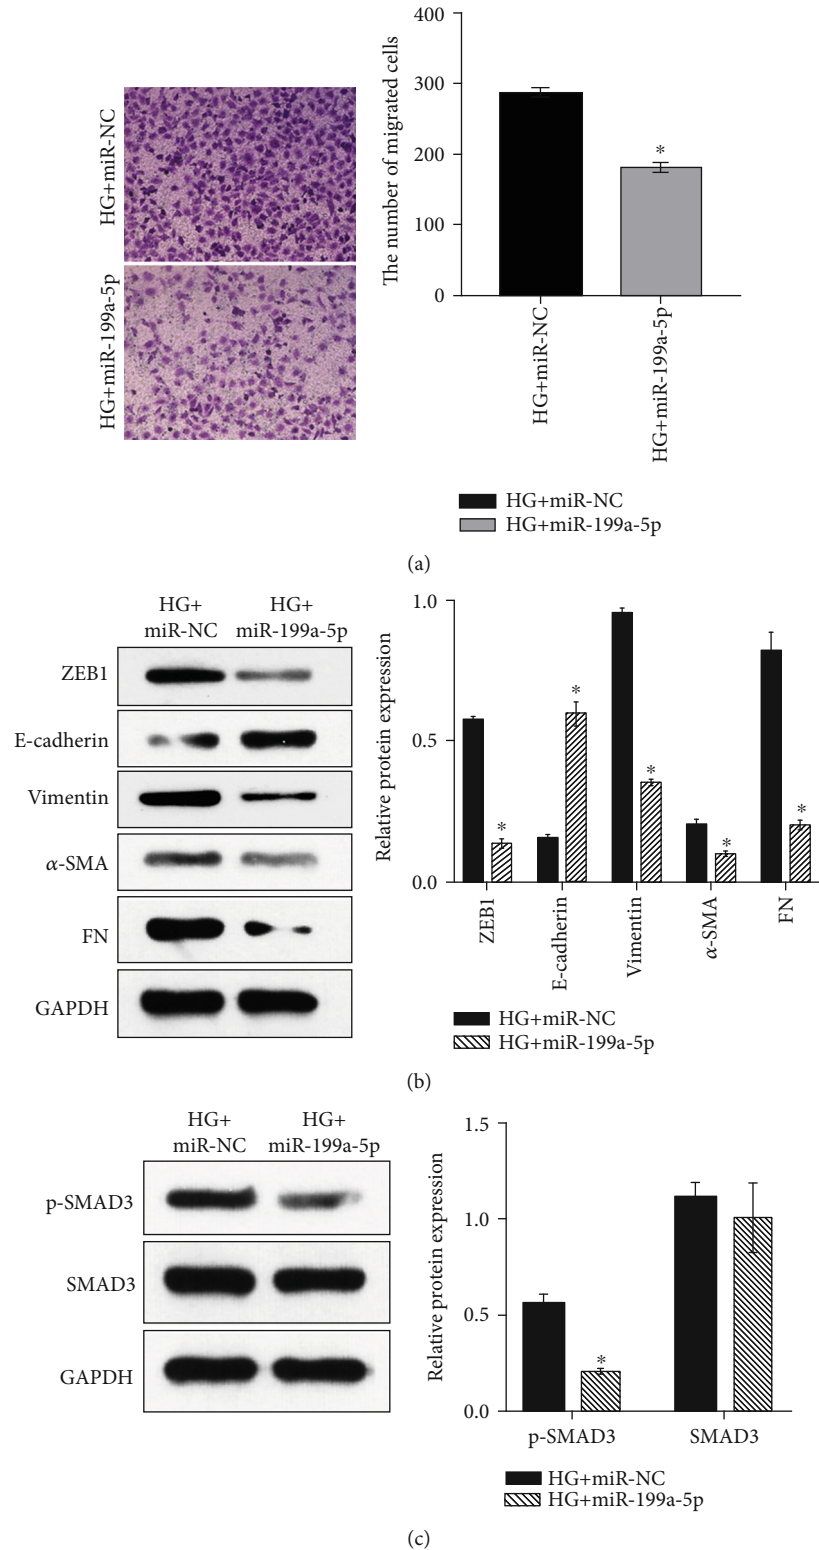 HG+miR-NC
HG+miR-199a-5p
The number of migrated cells
400
300
200
100
0
*
HG+miR-NC
HG+miR-199a-5p
HG+miR-NC
HG+miR-199a-5p
(a)
HG+
miR-NC
HG+
miR-199a-5p
ZEB1
E-cadherin
Vimentin
α-SMA
FN
GAPDH
Relative protein expression
1.0
0.5
0.0
*
*
*
*
*
ZEB1
E-cadherin
Vimentin
α-SMA
FN
HG+miR-NC
HG+miR-199a-5p
(b)
HG+
miR-NC
HG+
miR-199a-5p
p-SMAD3
SMAD3
GAPDH
Relative protein expression
1.5
1.0
0.5
0.0
*
p-SMAD3
SMAD3
HG+miR-NC
HG+miR-199a-5p
(c)